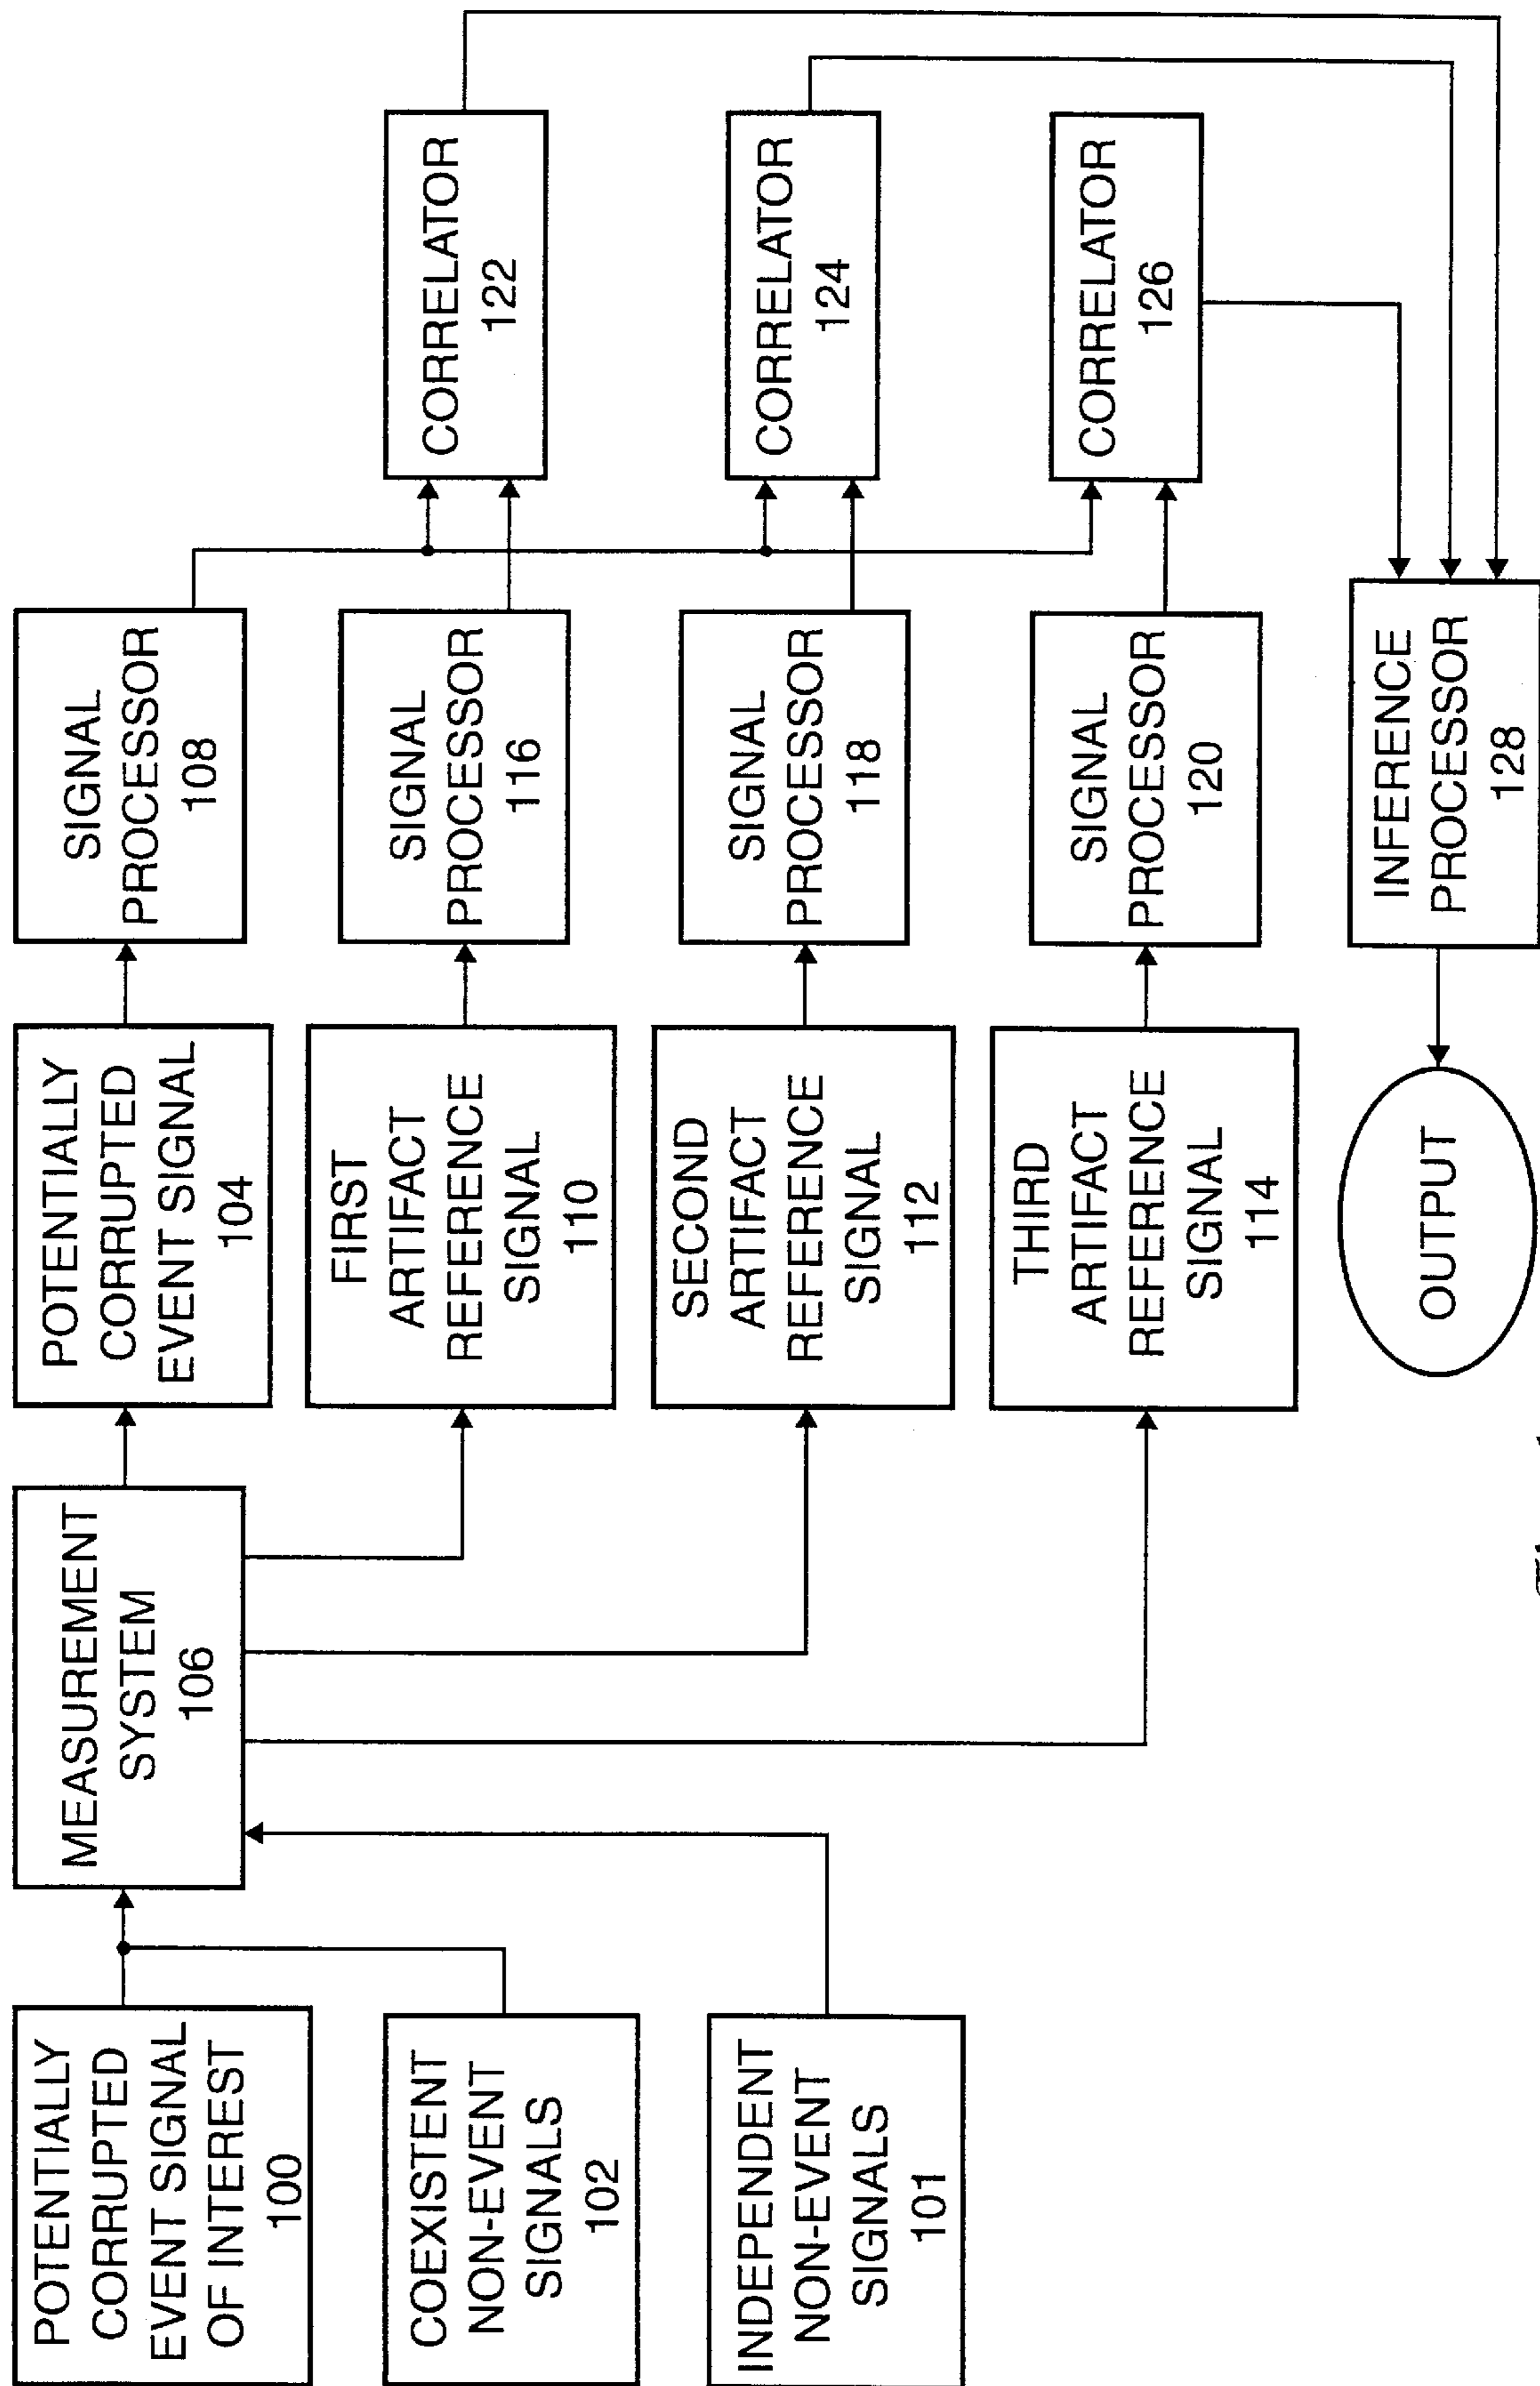 POTENTIALLY
CORRUPTED
EVENT SIGNAL
OF INTEREST
100
COEXISTENT
NON-EVENT
SIGNALS
102
INDEPENDENT
NON-EVENT
SIGNALS
101
MEASUREMENT
SYSTEM
106
POTENTIALLY
CORRUPTED
EVENT SIGNAL
104
FIRST
ARTIFACT
REFERENCE
SIGNAL
110
SECOND
ARTIFACT
REFERENCE
SIGNAL
112
THIRD
ARTIFACT
REFERENCE
SIGNAL
114
SIGNAL
PROCESSOR
108
SIGNAL
PROCESSOR
116
SIGNAL
PROCESSOR
118
SIGNAL
PROCESSOR
120
CORRELATOR
122
CORRELATOR
124
CORRELATOR
126
INFERENCE
PROCESSOR
128
OUTPUT